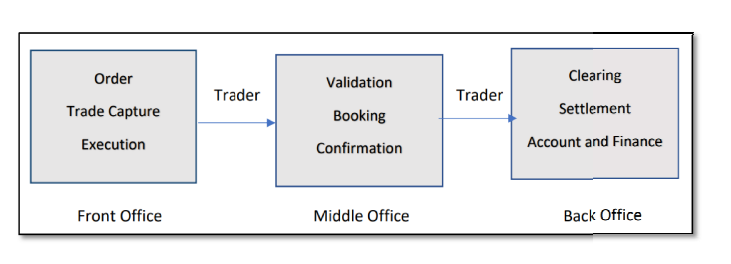 Order
Trade Capture
Execution
Trader
Validation
Booking
Confirmation
Trader
Clearing
Settlement
Account and Finance
Front Office
Middle Office
Back Office